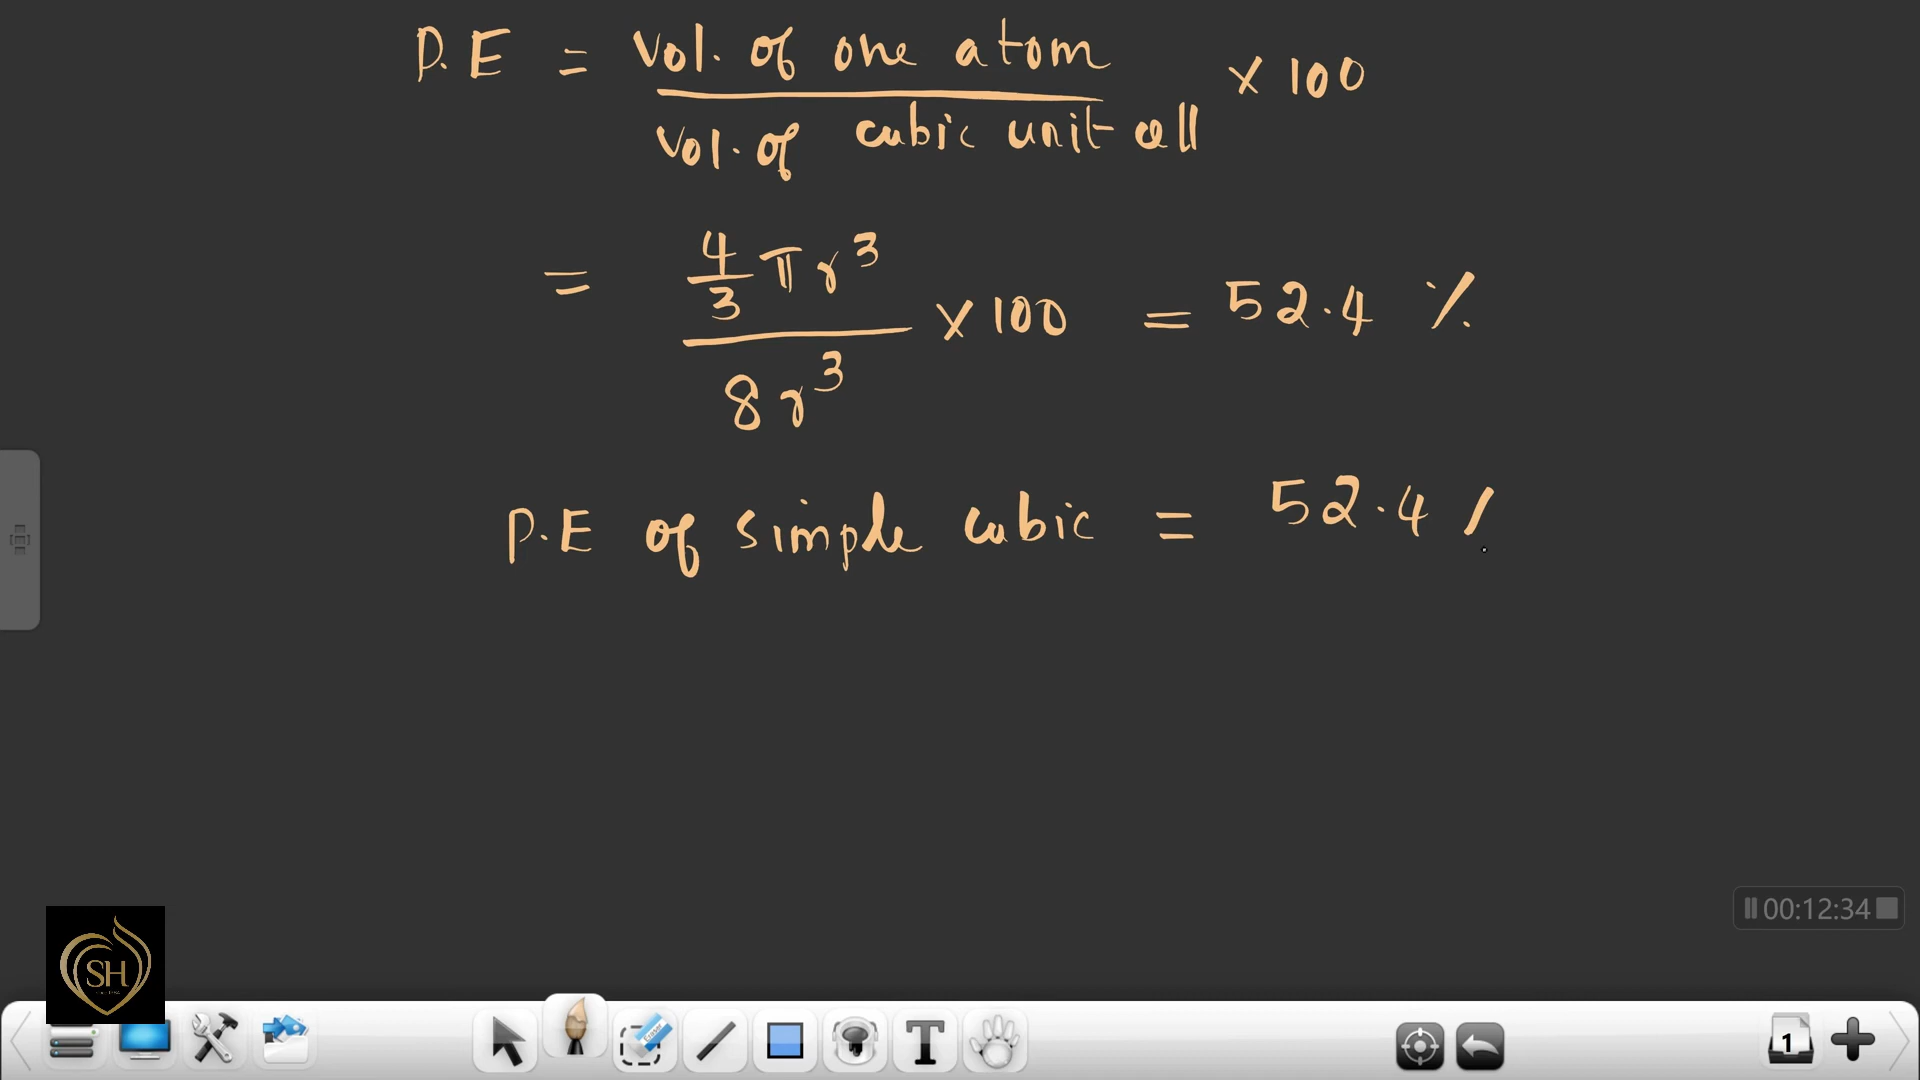 P.E = Vol. of one atom / Vol. of cubic unit cell × 100
= 4/3 π r³ / 8 r³ × 100 = 52.4 %
P.E of simple cubic = 52.4 /
00:12:34
SH
eraser
T
1